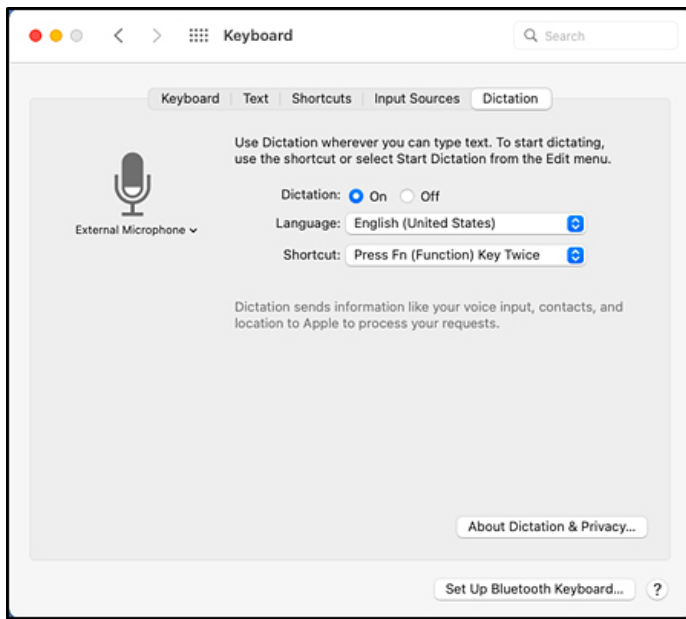 Keyboard
Search
Keyboard Text Shortcuts Input Sources Dictation
Use Dictation wherever you can type text. To start dictating,
use the shortcut or select Start Dictation from the Edit menu.
Dictation: On Off
External Microphone
Language: English (United States)
Shortcut: Press Fn (Function) Key Twice
Dictation sends information like your voice input, contacts, and
location to Apple to process your requests.
About Dictation & Privacy...
Set Up Bluetooth Keyboard... ?